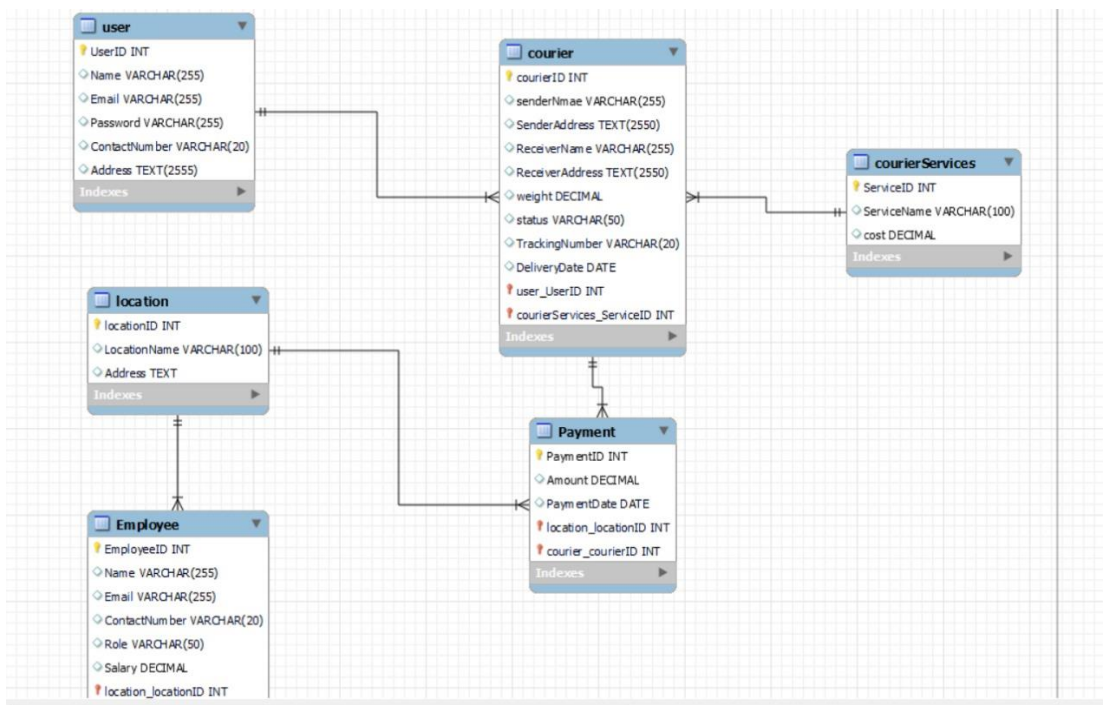 user
UserID INT
Name VARCHAR(255)
Email VARCHAR(255)
Password VARCHAR(255)
ContactNumber VARCHAR(20)
Address TEXT(2555)
Indexes
courier
courierID INT
senderNmae VARCHAR(255)
SenderAddress TEXT(2550)
ReceiverName VARCHAR(255)
ReceiverAddress TEXT(2550)
weight DECIMAL
status VARCHAR(50)
TrackingNumber VARCHAR(20)
DeliveryDate DATE
user_UserID INT
courierServices_ServiceID INT
Indexes
courierServices
ServiceID INT
ServiceName VARCHAR(100)
cost DECIMAL
Indexes
location
locationID INT
LocationName VARCHAR(100)
Address TEXT
Indexes
Payment
PaymentID INT
Amount DECIMAL
PaymentDate DATE
location_locationID INT
courier_courierID INT
Indexes
Employee
EmployeeID INT
Name VARCHAR(255)
Email VARCHAR(255)
ContactNumber VARCHAR(20)
Role VARCHAR(50)
Salary DECIMAL
location_locationID INT